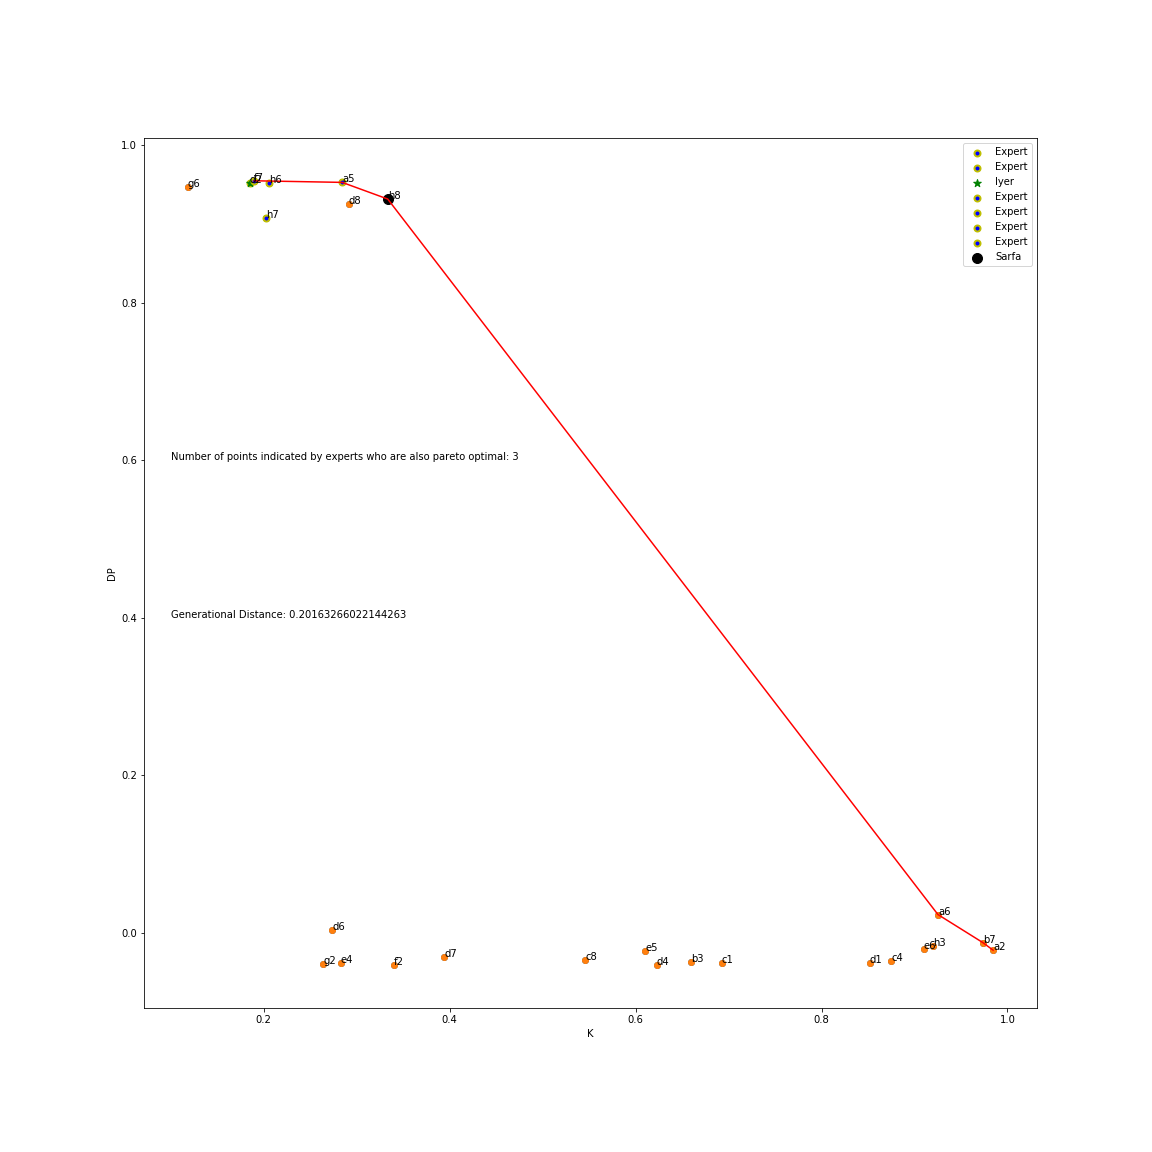 1.0
0.8
0.6
0.4
0.2
0.0
DP
0.2
0.4
0.6
0.8
1.0
K
Expert
Expert
Iyer
Expert
Expert
Expert
Expert
Sarfa
g6
f7
h6
a5
b8
d8
h7
Number of points indicated by experts who are also pareto optimal: 3
Generational Distance: 0.20163266022144263
a6
b7
a2
h3
d6
g2
e4
f2
d7
c8
e5
d4
b3
c1
d1
c4